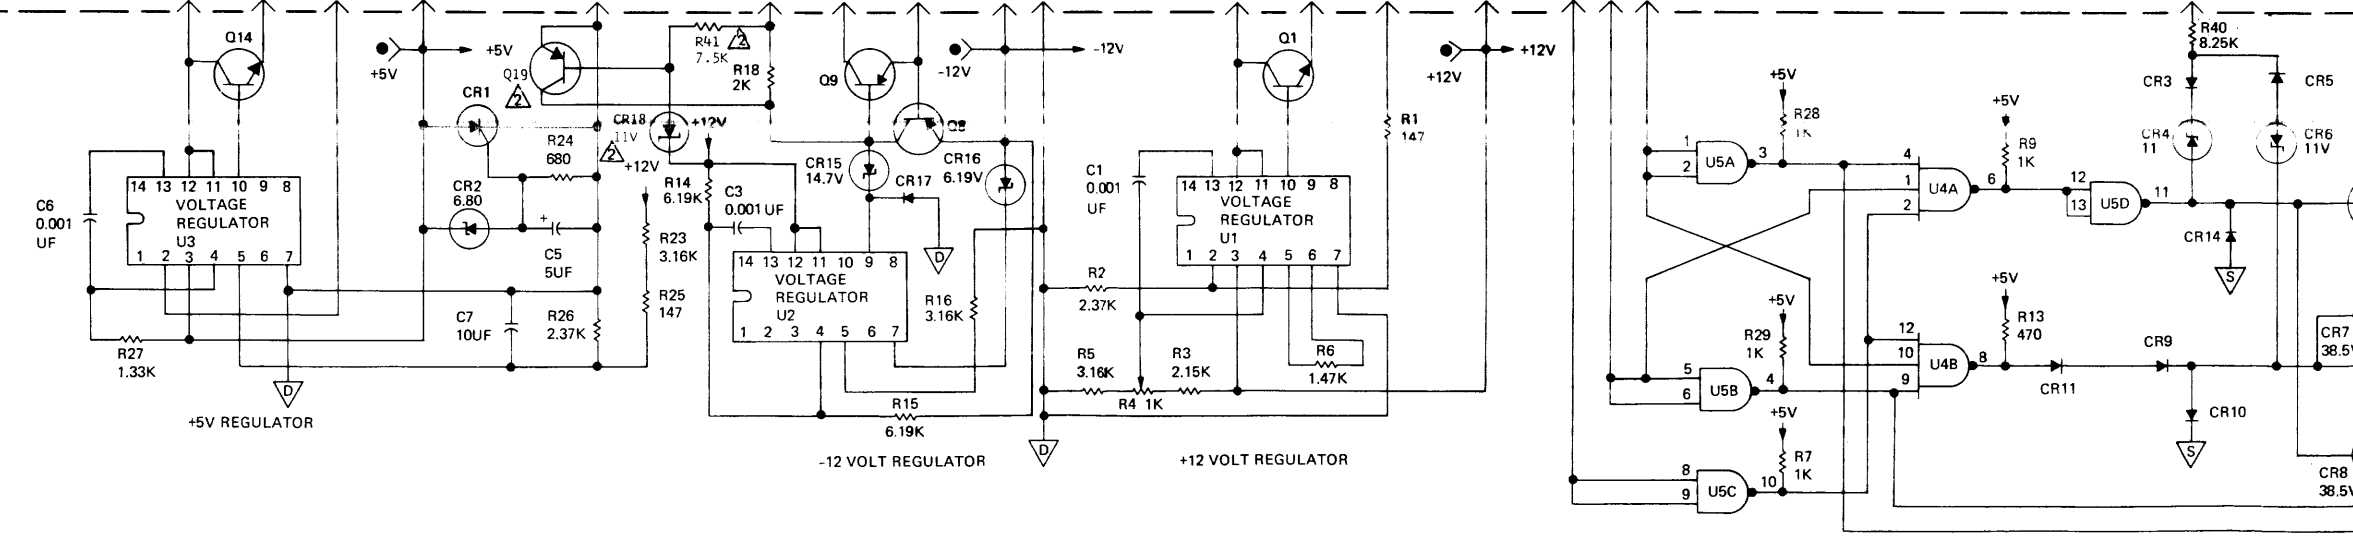 Q14
+5V
+5V
C6
0.001
UF
14 13 12 11 10 9 8
VOLTAGE
REGULATOR
U3
1 2 3 4 5 6 7
R27
1.33K
D
+5V REGULATOR
CR1
CR2
6.80
R24
680
+
C5
5UF
C7
10UF
R26
2.37K
Q19
2
R41
7.5K
2
R18
2K
CR18
11V
2
+12V
+12V
R23
3.16K
R25
147
R14
6.19K
C3
0.001 UF
14 13 12 11 10 9 8
VOLTAGE
REGULATOR
U2
1 2 3 4 5 6 7
Q9
-12V
-12V
Q8
CR15
14.7V
CR17
CR16
6.19V
D
R16
3.16K
R15
6.19K
-12 VOLT REGULATOR
D
Q1
+12V
+12V
R1
147
C1
0.001
UF
14 13 12 11 10 9 8
VOLTAGE
REGULATOR
U1
1 2 3 4 5 6 7
R2
2.37K
R5
3.16K
R4 1K
R3
2.15K
R6
1.47K
+12 VOLT REGULATOR
+5V
R28
1K
1
2
U5A
3
+5V
R9
1K
4
1
2
U4A
6
12
13
U5D
11
R40
8.25K
CR3
CR5
CR4
11
CR6
11V
CR14
S
+5V
R29
1K
5
6
U5B
4
+5V
R13
470
12
10
9
U4B
8
CR11
CR9
CR10
S
CR7
38.5V
+5V
R7
1K
8
9
U5C
10
CR8
38.5V